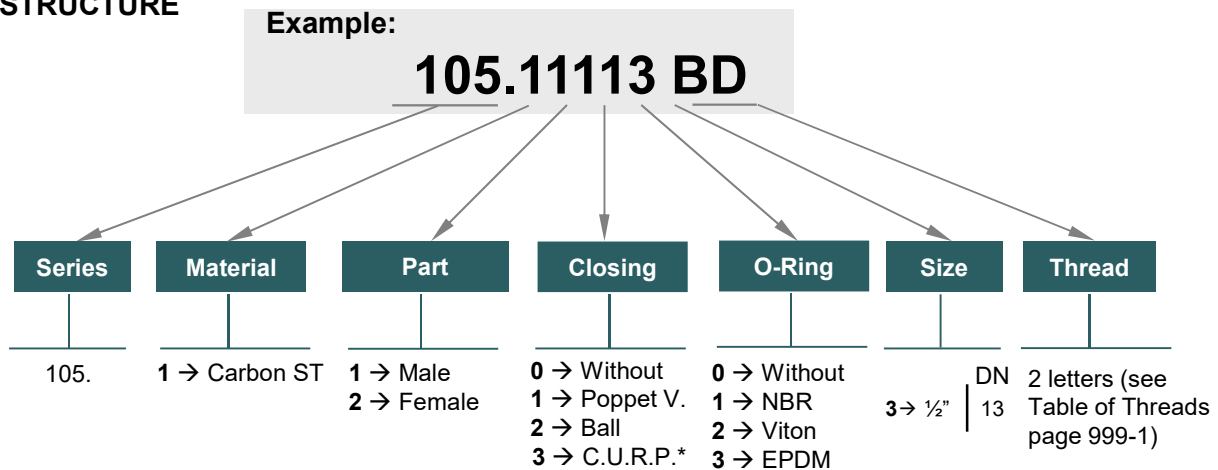 STRUCTURE
Example:
105.11113 BD
Series
Material
Part
Closing
O-Ring
Size
Thread
105.
1 → Carbon ST
1 → Male
2 → Female
0 → Without
1 → Poppet V.
2 → Ball
3 → C.U.R.P.*
0 → Without
1 → NBR
2 → Viton
3 → EPDM
DN
3→ ½” 13
2 letters (see
Table of Threads
page 999-1)